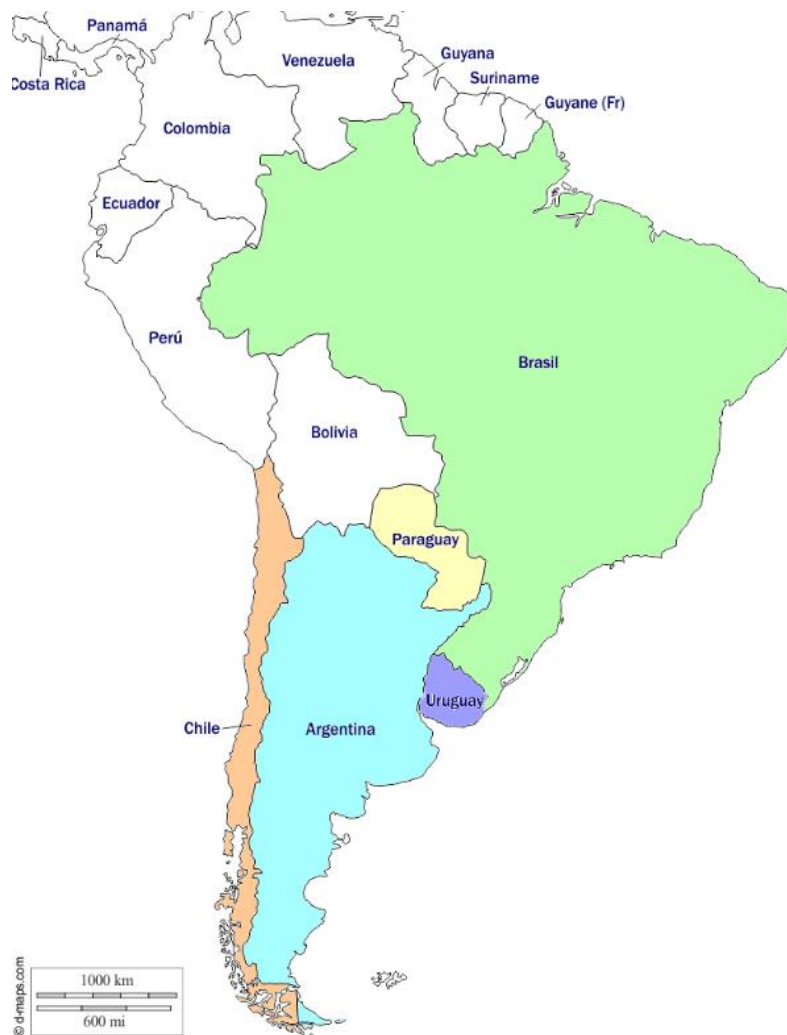 Panamá
Costa Rica
Venezuela
Guyana
Suriname
Guyane (Fr)
Colombia
Ecuador
Perú
Brasil
Bolivia
Paraguay
Uruguay
Chile
Argentina
1000 km
600 mi
© d-maps.com